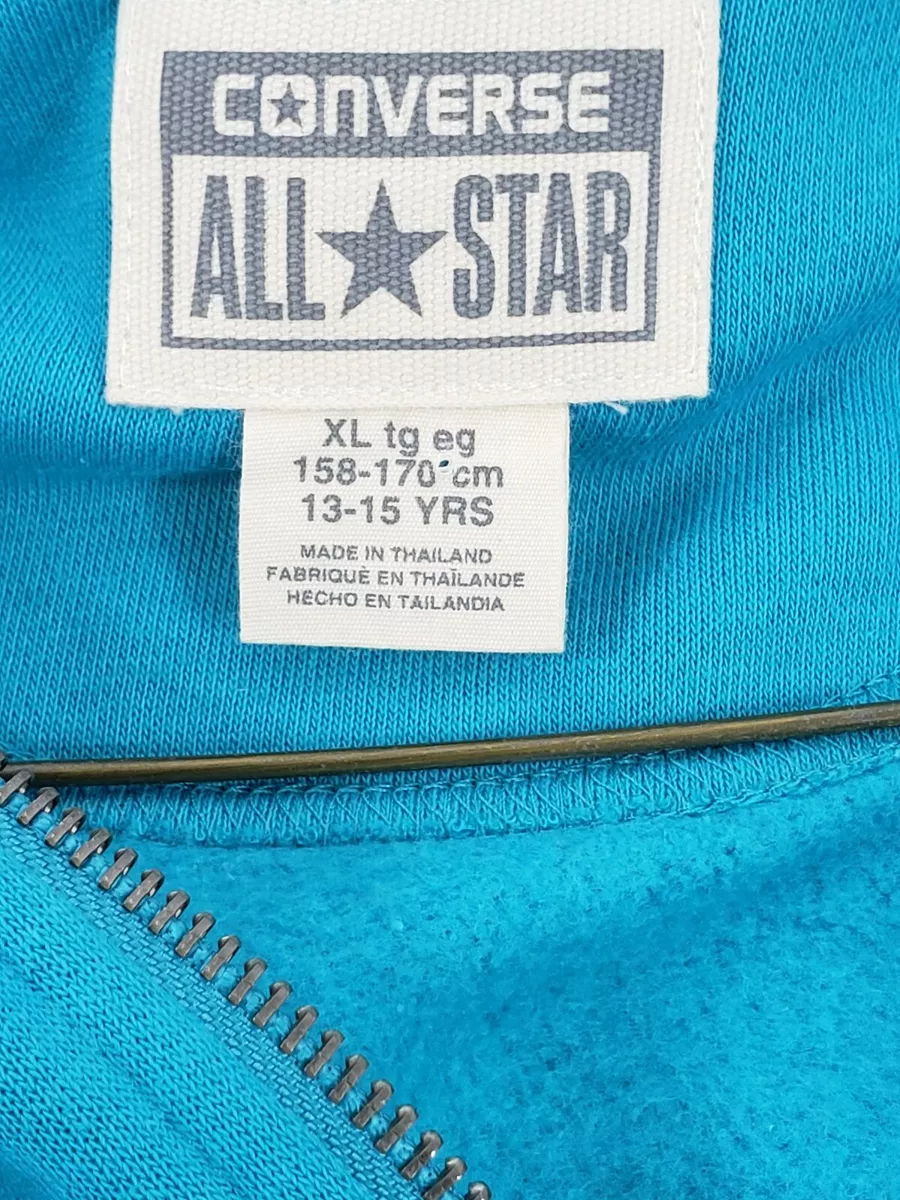 CONVERSE
ALL STAR
XL tg eg
158-170 cm
13-15 YRS
MADE IN THAILAND
FABRIQUÈ EN THAÏLANDE
HECHO EN TAILANDIA